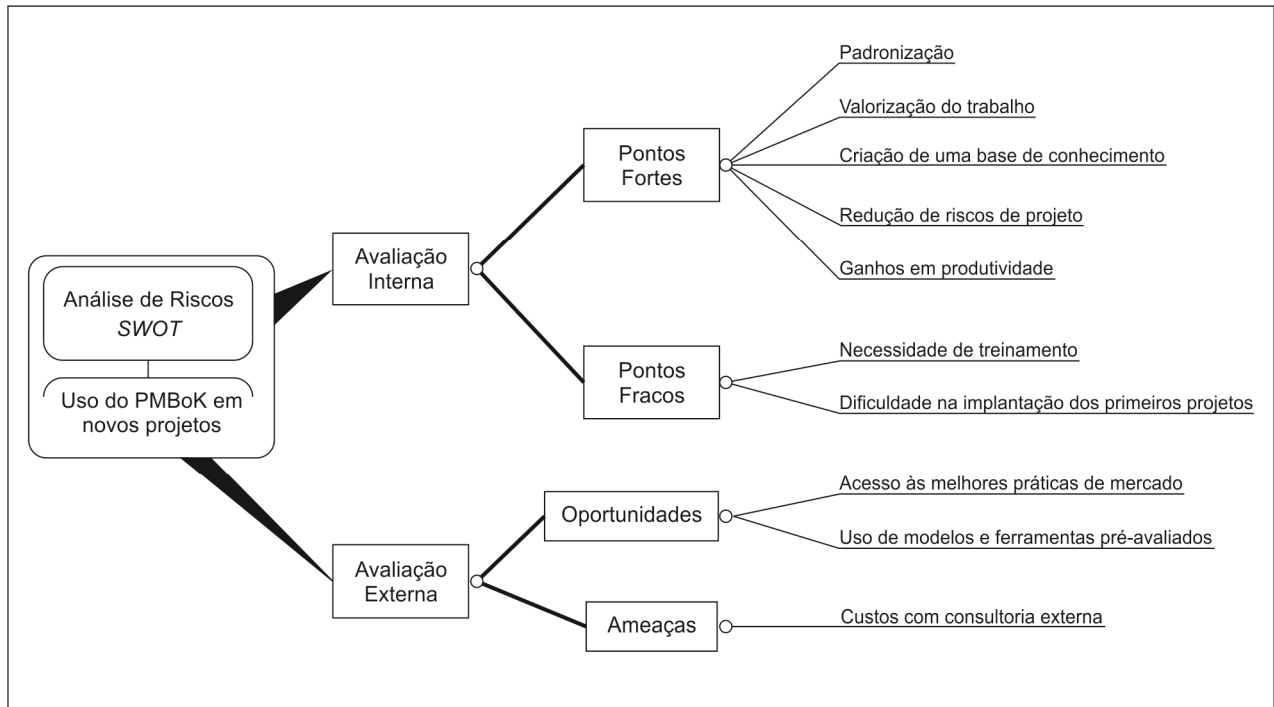 Análise de Riscos
SWOT
Uso do PMBoK em
novos projetos
Avaliação
Interna
Pontos
Fortes
Padronização
Valorização do trabalho
Criação de uma base de conhecimento
Redução de riscos de projeto
Ganhos em produtividade
Pontos
Fracos
Necessidade de treinamento
Dificuldade na implantação dos primeiros projetos
Avaliação
Externa
Oportunidades
Acesso às melhores práticas de mercado
Uso de modelos e ferramentas pré-avaliados
Ameaças
Custos com consultoria externa